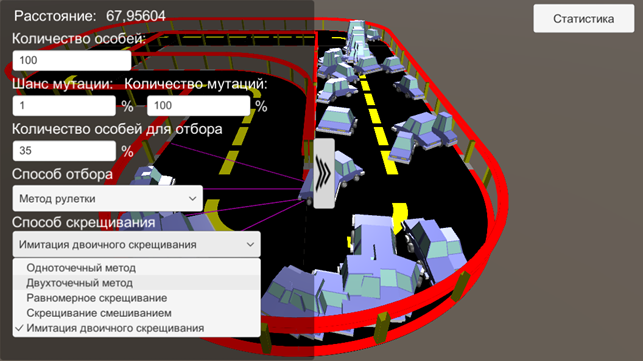 Расстояние: 67,95604
Статистика
Количество особей:
100
Шанс мутации: Количество мутаций:
1 % 100 %
Количество особей для отбора
35 %
Способ отбора
Метод рулетки
Способ скрещивания
Имитация двоичного скрещивания
Одноточечный метод
Двухточечный метод
Равномерное скрещивание
Скрещивание смешиванием
✓ Имитация двоичного скрещивания